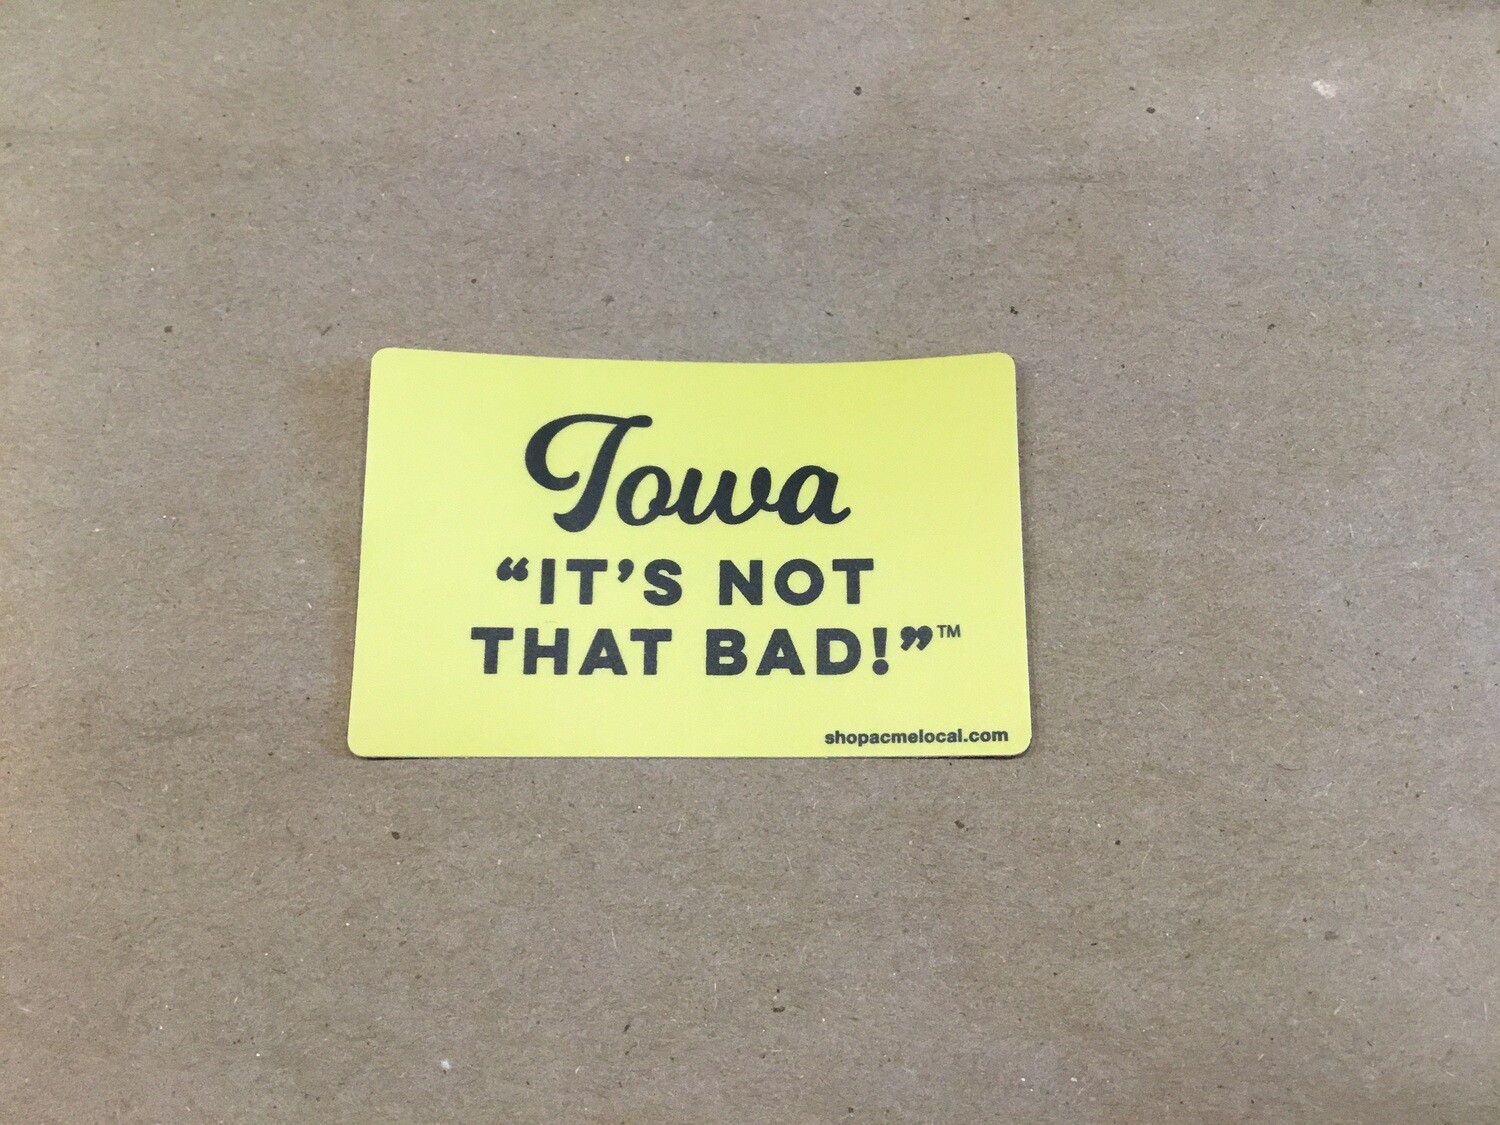 Iowa
“IT’S NOT
THAT BAD!”™
shopacmelocal.com